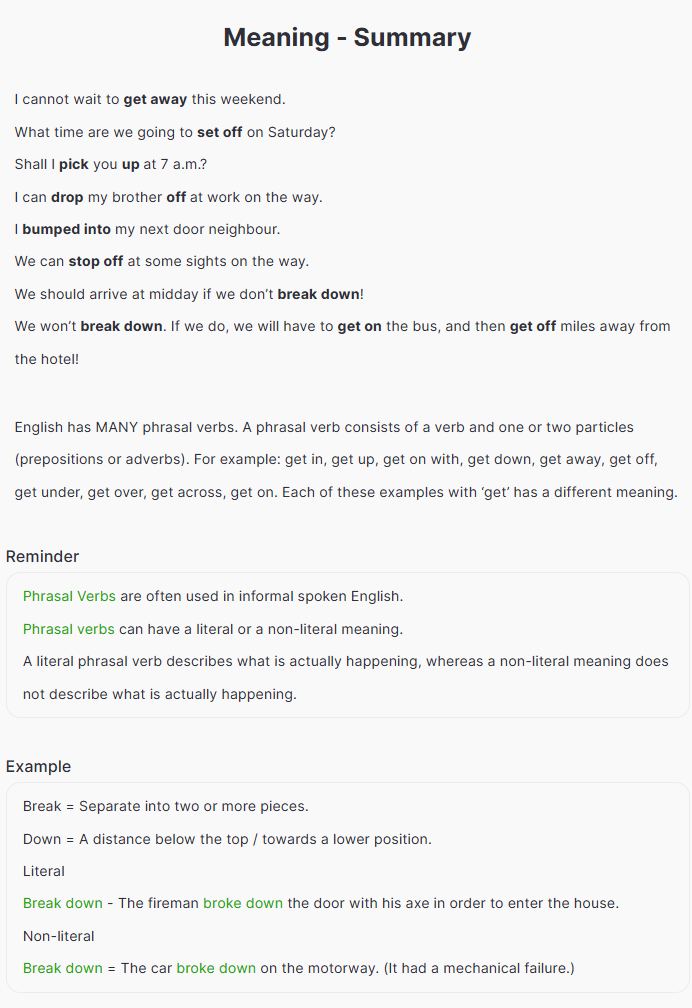 Meaning - Summary
I cannot wait to get away this weekend.
What time are we going to set off on Saturday?
Shall I pick you up at 7 a.m.?
I can drop my brother off at work on the way.
I bumped into my next door neighbour.
We can stop off at some sights on the way.
We should arrive at midday if we don’t break down!
We won’t break down. If we do, we will have to get on the bus, and then get off miles away from
the hotel!
English has MANY phrasal verbs. A phrasal verb consists of a verb and one or two particles
(prepositions or adverbs). For example: get in, get up, get on with, get down, get away, get off,
get under, get over, get across, get on. Each of these examples with ‘get’ has a different meaning.
Reminder
Phrasal Verbs are often used in informal spoken English.
Phrasal verbs can have a literal or a non-literal meaning.
A literal phrasal verb describes what is actually happening, whereas a non-literal meaning does
not describe what is actually happening.
Example
Break = Separate into two or more pieces.
Down = A distance below the top / towards a lower position.
Literal
Break down - The fireman broke down the door with his axe in order to enter the house.
Non-literal
Break down = The car broke down on the motorway. (It had a mechanical failure.)